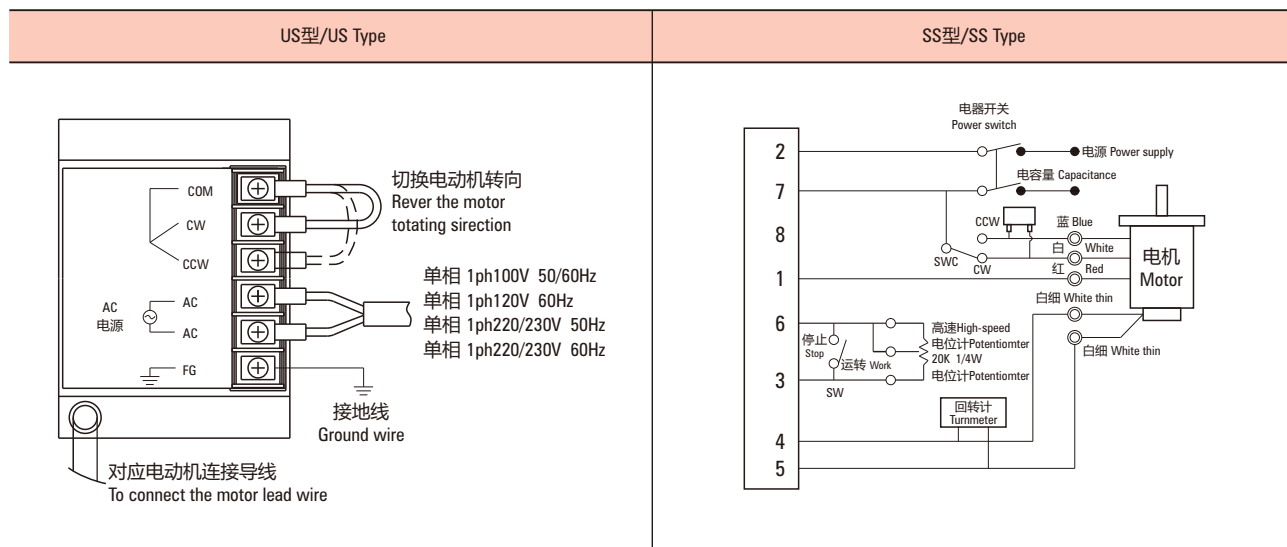 US型/US Type
COM
CW
CCW
AC
AC
FG
AC
电源
切换电动机转向
Rever the motor
totating sirection
单相 1ph100V 50/60Hz
单相 1ph120V 60Hz
单相 1ph220/230V 50Hz
单相 1ph220/230V 60Hz
接地线
Ground wire
对应电动机连接导线
To connect the motor lead wire
SS型/SS Type
2
7
8
1
6
3
4
5
电器开关
Power switch
电源 Power supply
电容量 Capacitance
CCW
SWC
CW
蓝 Blue
白 White
红 Red
电机
Motor
白细 White thin
白细 White thin
停止
Stop
运转 Work
SW
高速High-speed
电位计Potentiomter
20K 1/4W
电位计Potentiomter
回转计
Turnmeter